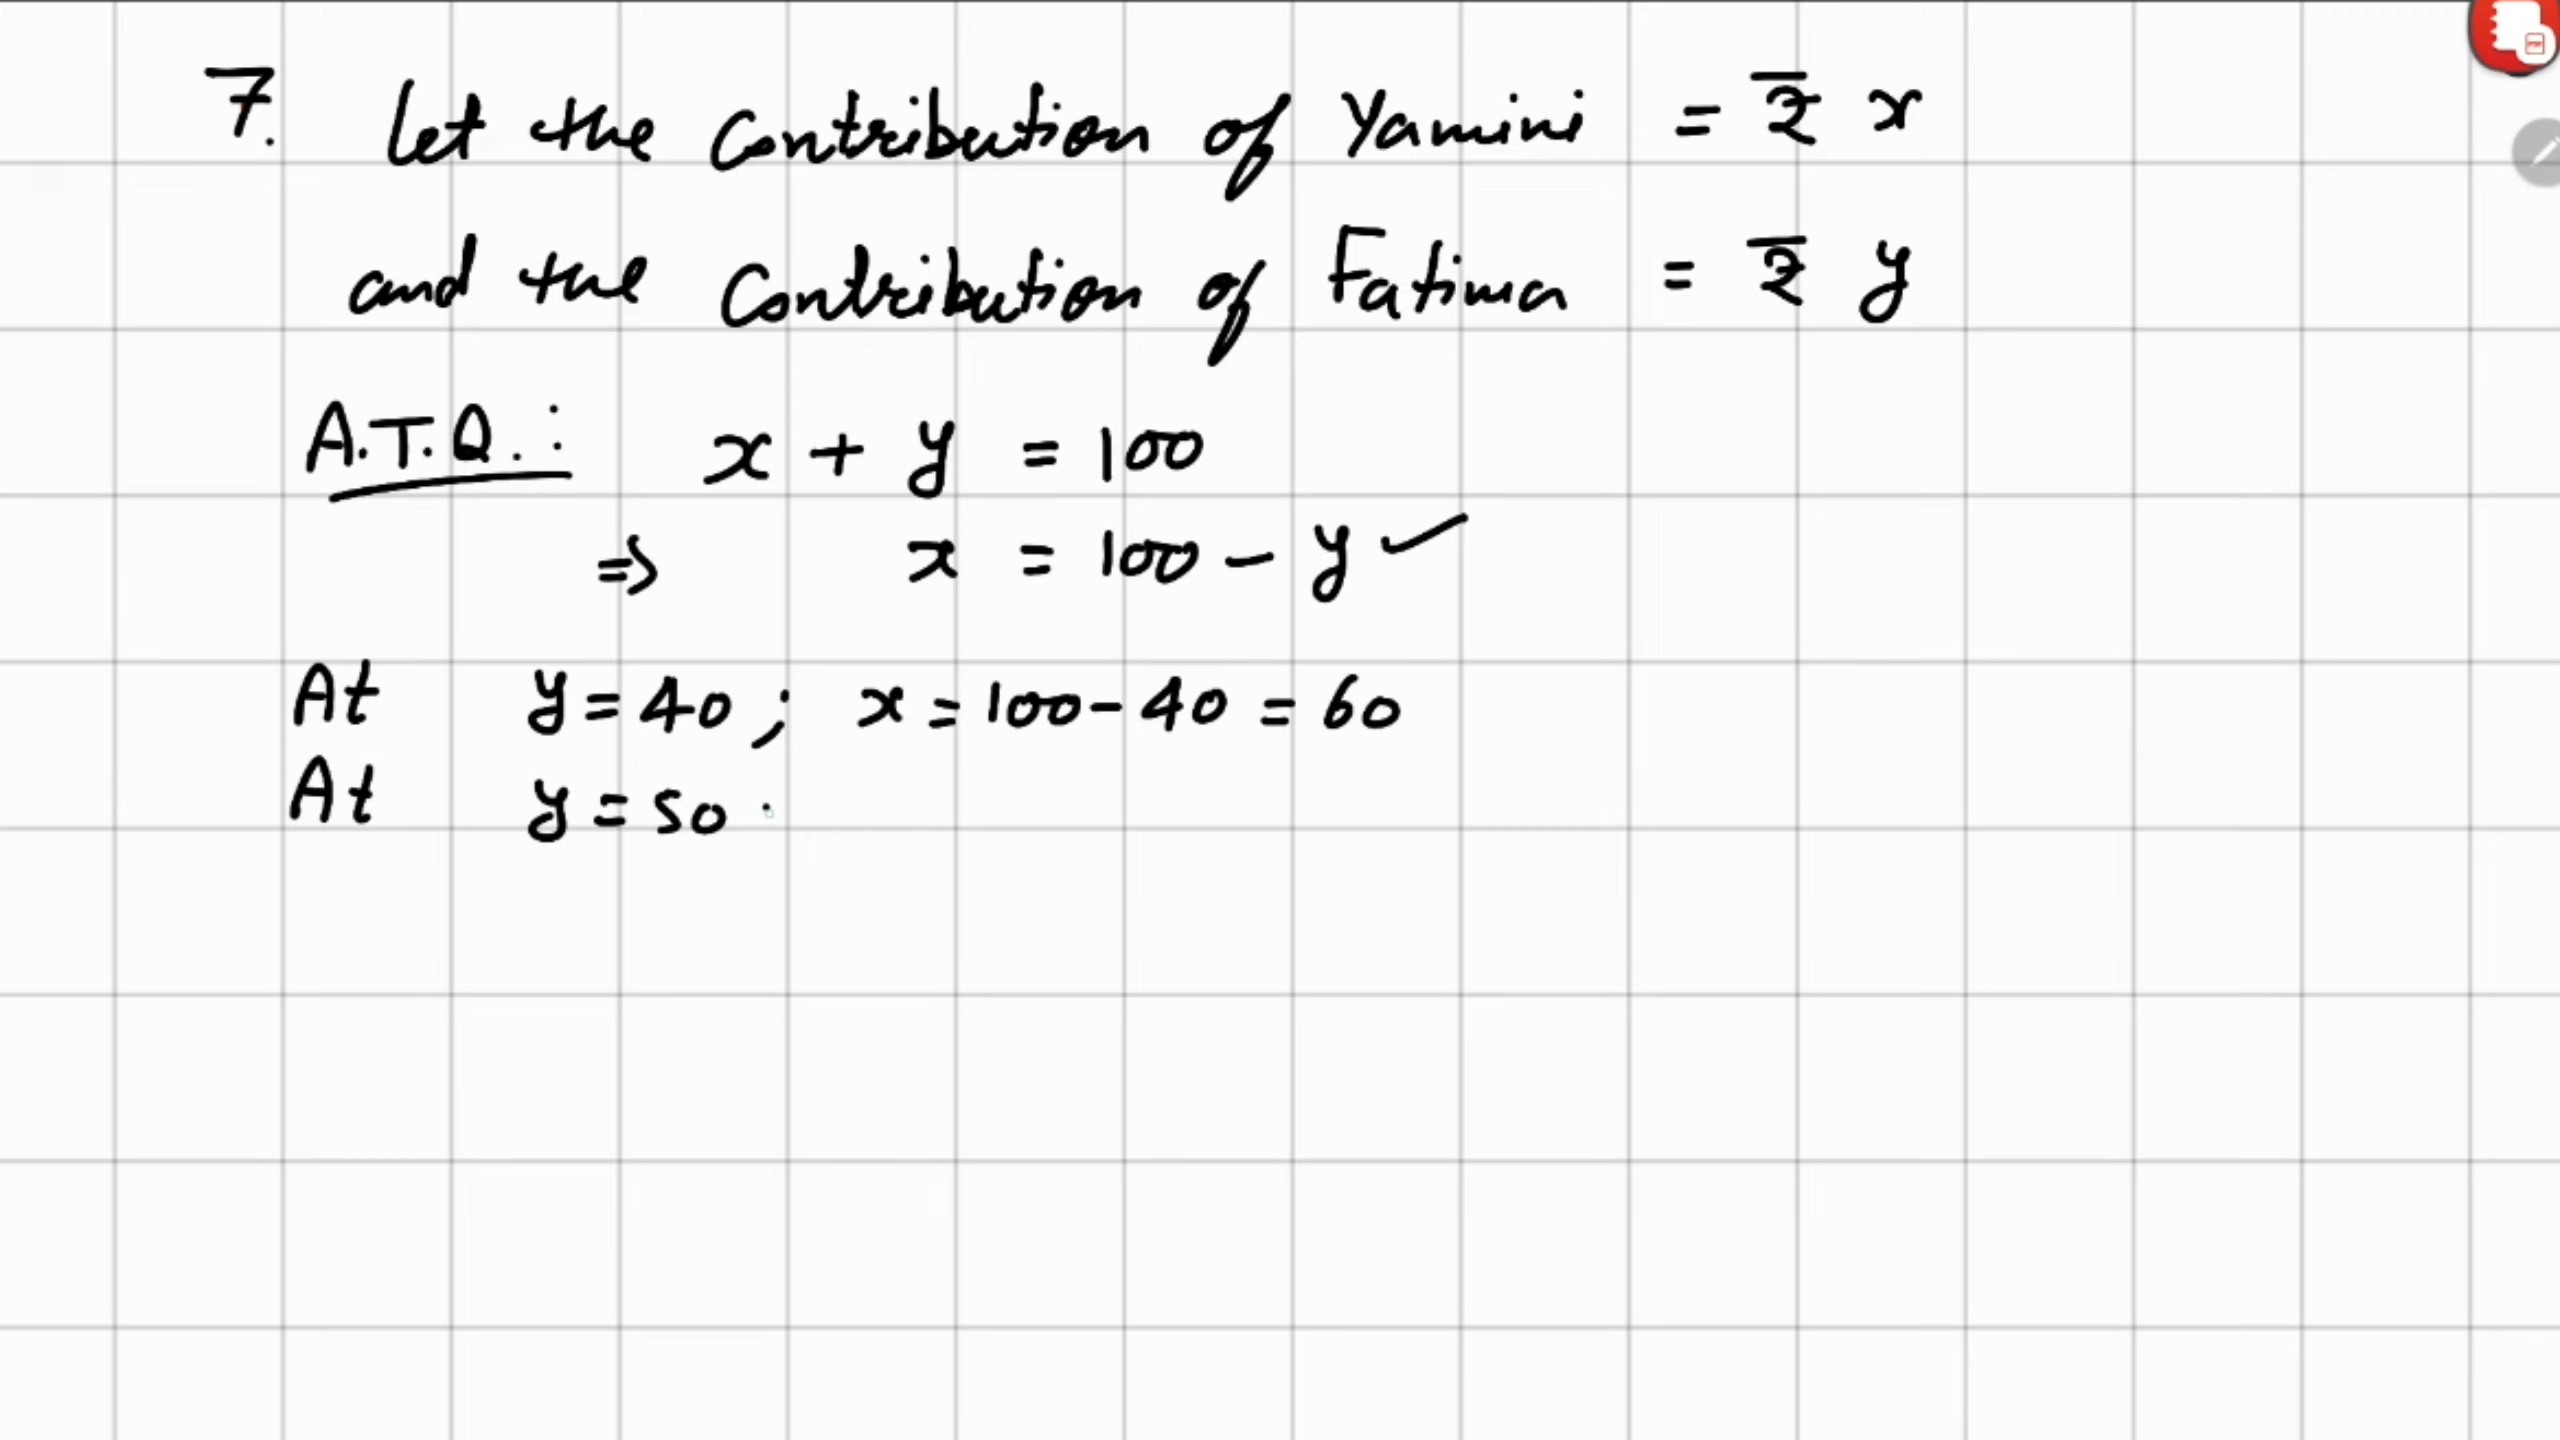 7. Let the Contribution of Yamini = ₹ x
and the Contribution of Fatima = ₹ y
A.T.Q. : x + y = 100
⇒ x = 100 - y ✓
At y = 40 ; x = 100 - 40 = 60
At y = 50